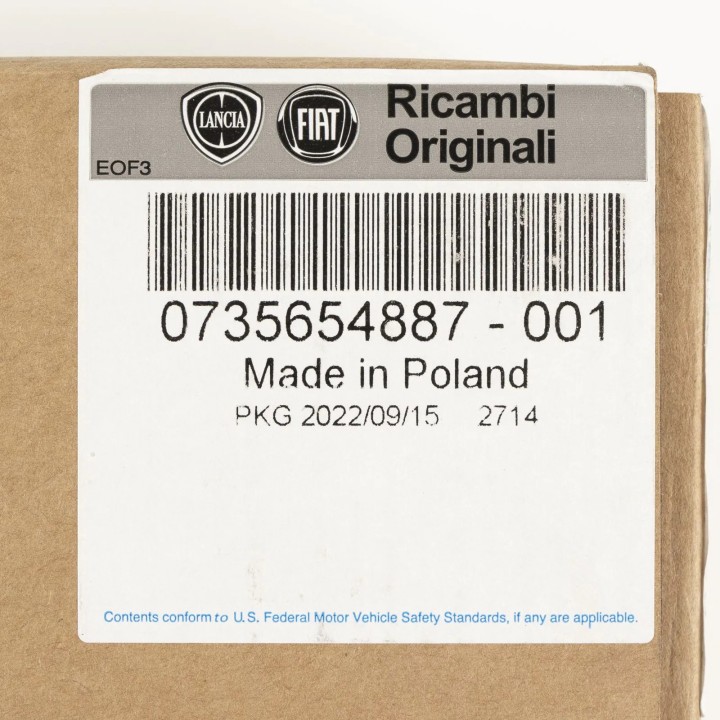 LANCIA FIAT Ricambi
Originali
EOF3
0735654887 - 001
Made in Poland
PKG 2022/09/15 2714
Contents conform to U.S. Federal Motor Vehicle Safety Standards, if any are applicable.